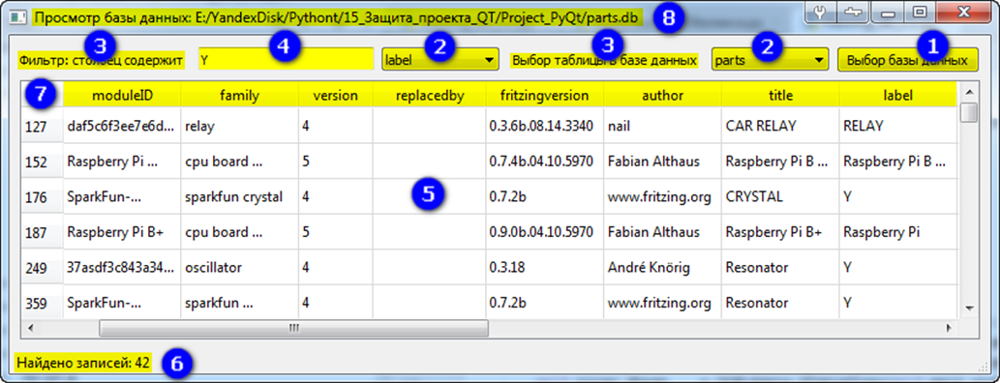 Просмотр базы данных: E:/YandexDisk/Pythont/15_Защита_проекта_QT/Project_PyQt/parts.db 8
3 4 2 3 2 1
Фильтр: столбец содержит Y label Выбор таблицы в базе данных parts Выбор базы данных
7 moduleID family version replacedby fritzingversion author title label
127 daf5c6f3ee7e6d... relay 4 0.3.6b.08.14.3340 nail CAR RELAY RELAY
152 Raspberry Pi ... cpu board ... 5 0.7.4b.04.10.5970 Fabian Althaus Raspberry Pi B ... Raspberry Pi B ...
176 SparkFun-... sparkfun crystal 4 5 0.7.2b www.fritzing.org CRYSTAL Y
187 Raspberry Pi B+ cpu board ... 5 0.9.0b.04.10.5970 Fabian Althaus Raspberry Pi B+ Raspberry Pi
249 37asdf3c843a34... oscillator 4 0.3.18 André Knörig Resonator Y
359 SparkFun-... sparkfun ... 4 0.7.2b www.fritzing.org Resonator Y
Найдено записей: 42 6